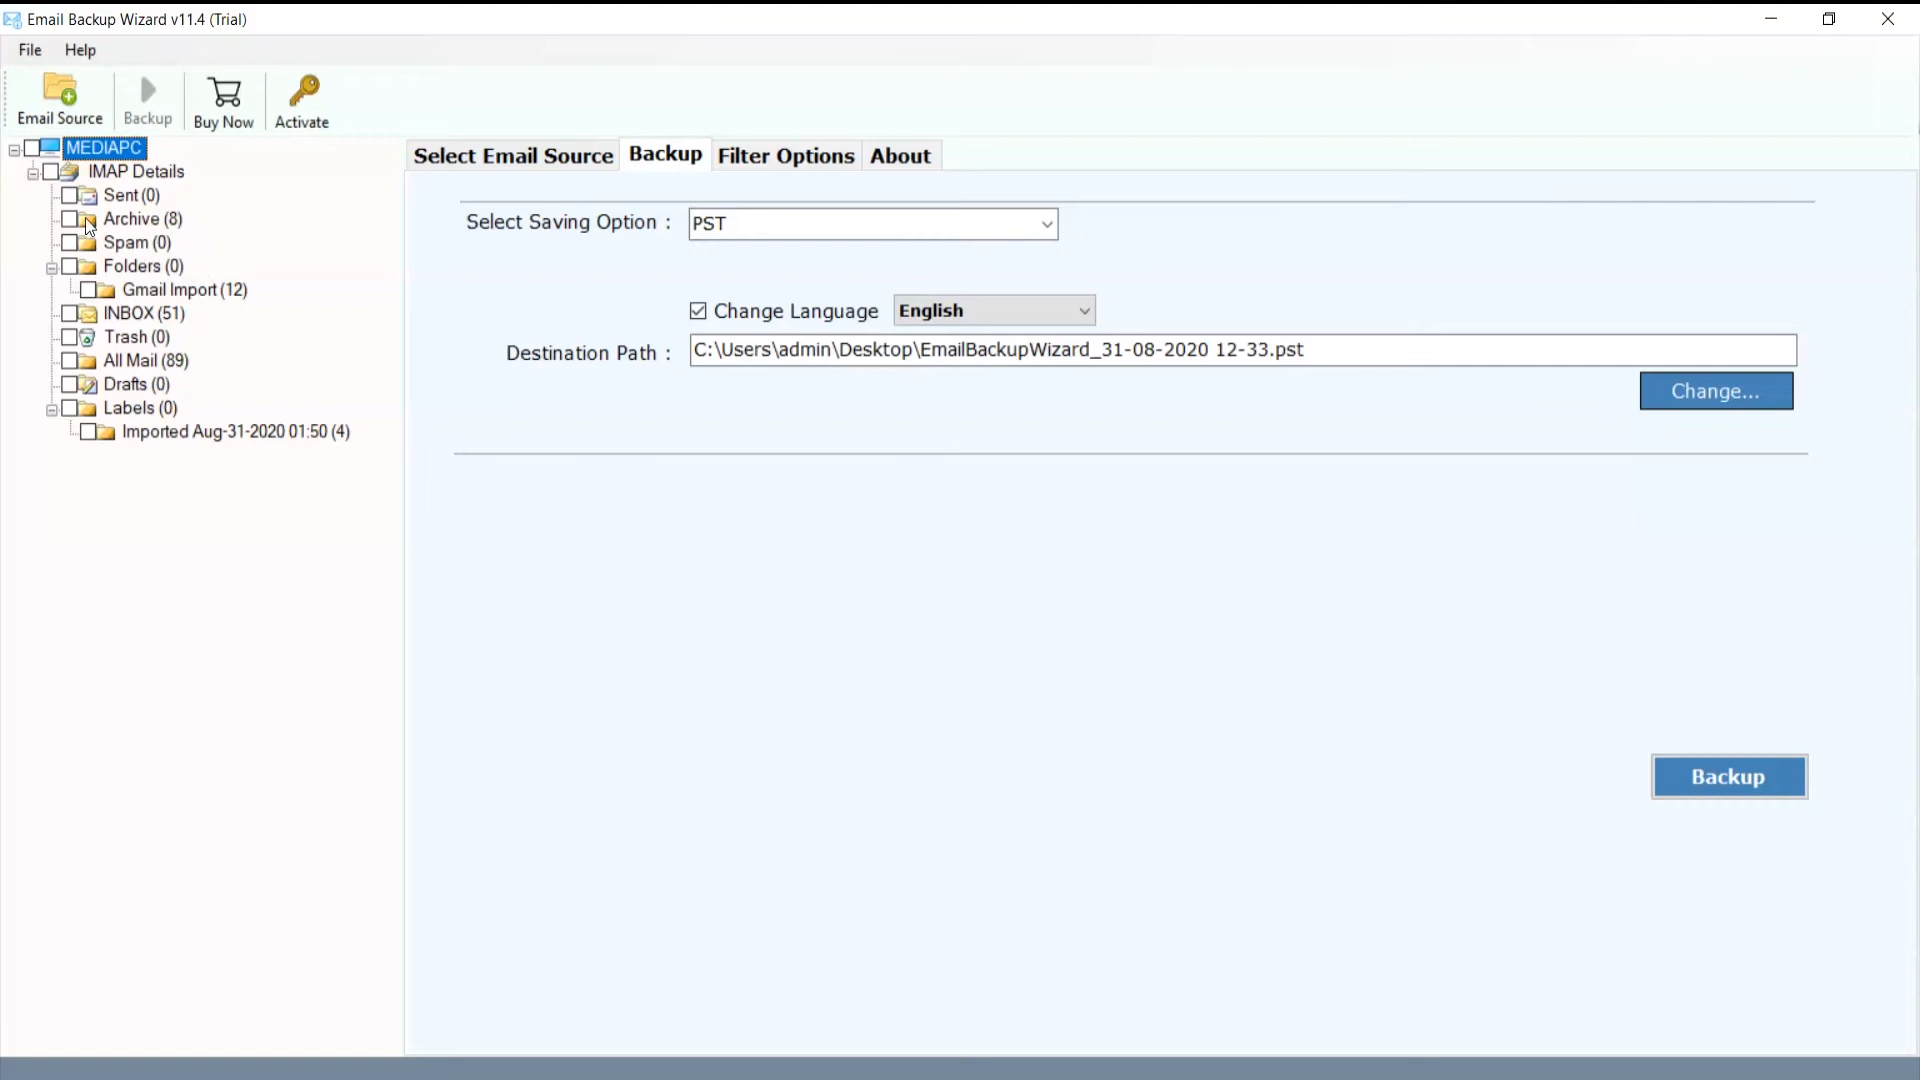 Email Backup Wizard v11.4 (Trial)
File Help
Email Source Backup Buy Now Activate
MEDIAPC
IMAP Details
Sent (0)
Archive (8)
Spam (0)
Folders (0)
Gmail Import (12)
INBOX (51)
Trash (0)
All Mail (89)
Drafts (0)
Labels (0)
Imported Aug-31-2020 01:50 (4)
Select Email Source Backup Filter Options About
Select Saving Option : PST
Change Language English
Destination Path : C:\Users\admin\Desktop\EmailBackupWizard_31-08-2020 12-33.pst
Change...
Backup